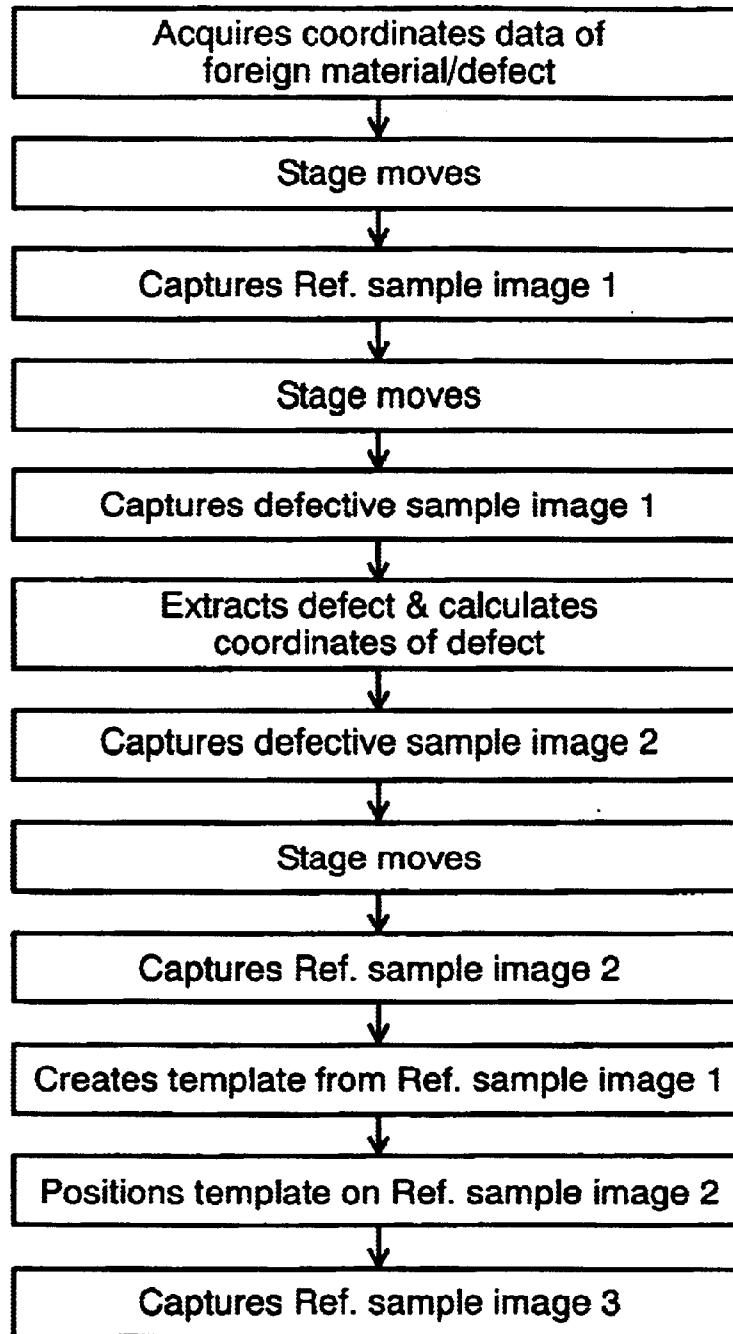 Acquires coordinates data of
foreign material/defect
Stage moves
Captures Ref. sample image 1
Stage moves
Captures defective sample image 1
Extracts defect & calculates
coordinates of defect
Captures defective sample image 2
Stage moves
Captures Ref. sample image 2
Creates template from Ref. sample image 1
Positions template on Ref. sample image 2
Captures Ref. sample image 3